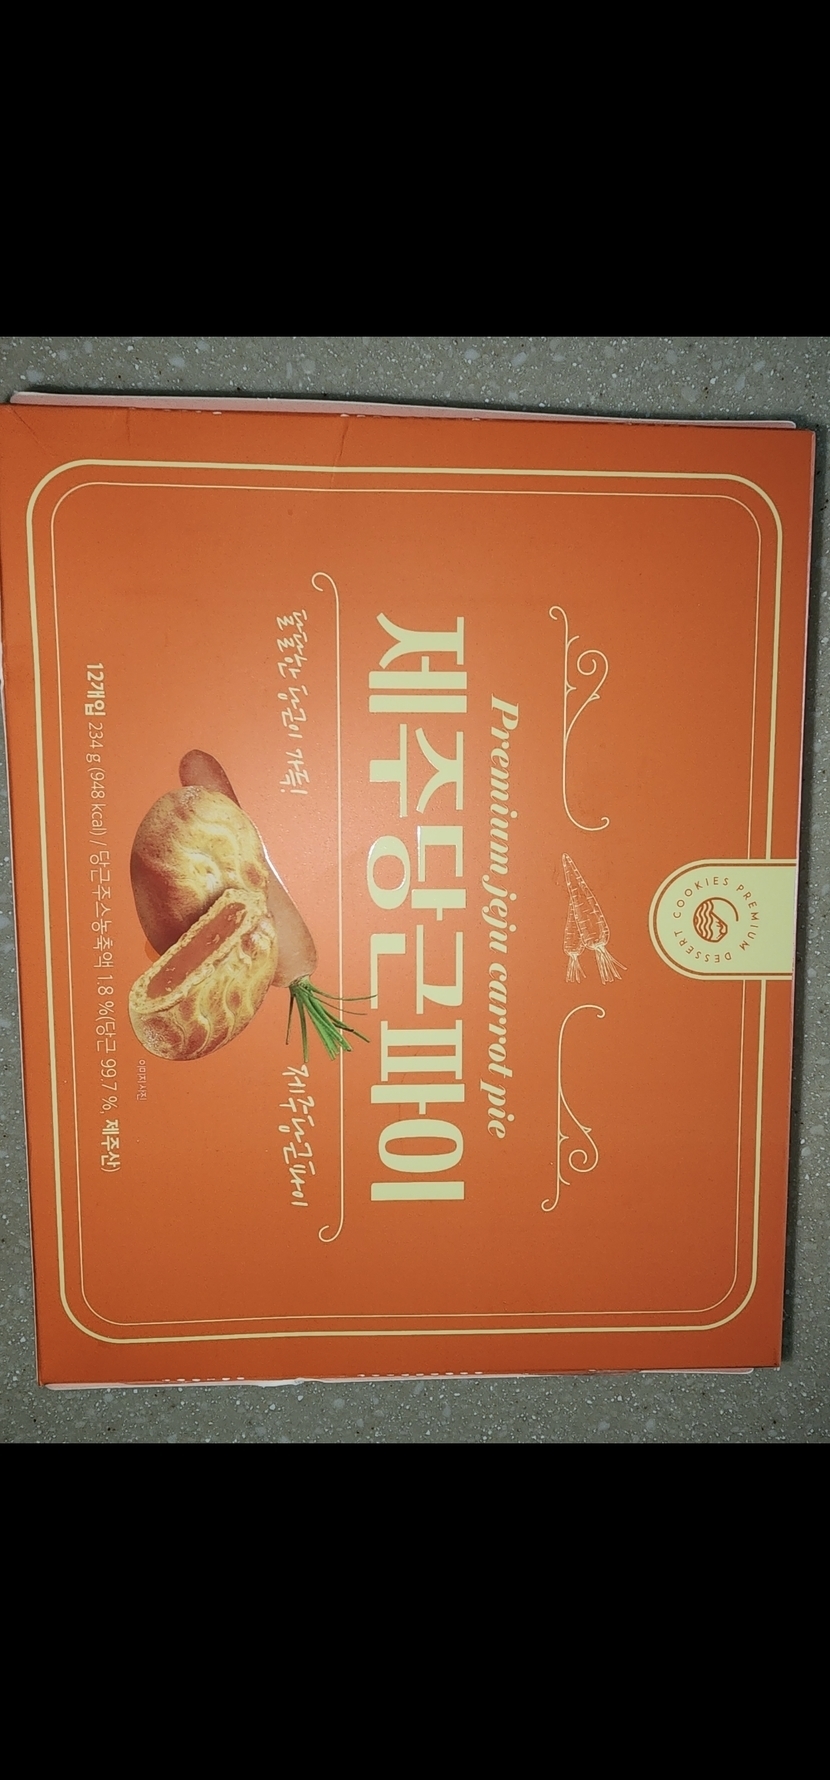 PREMIUM DESSERT COOKIES
Premium jeju carrot pie
제주당근파이
달달한 당근이 가득!
제주당근파이
이미지사진
12개입 234 g (948 kcal) / 당근주스농축액 1.8 %(당근 99.7 %, 제주산)